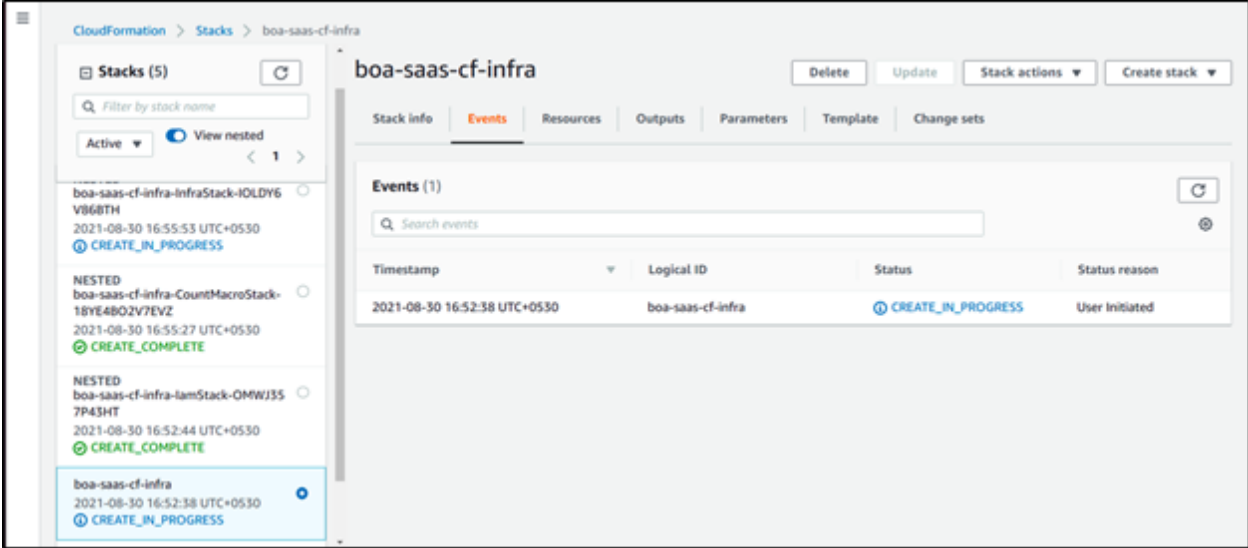 CloudFormation > Stacks > boa-saas-cf-infra
Stacks (5)
Filter by stack name
Active
View nested
1
boa-saas-cf-infra-InfraStack-IOLDY6
V86BTH
2021-08-30 16:55:53 UTC+0530
CREATE_IN_PROGRESS
NESTED
boa-saas-cf-infra-CountMacroStack-
18YE4BO2V7EVZ
2021-08-30 16:55:27 UTC+0530
CREATE_COMPLETE
NESTED
boa-saas-cf-infra-IamStack-OMWJ35
7P43HT
2021-08-30 16:52:44 UTC+0530
CREATE_COMPLETE
boa-saas-cf-infra
2021-08-30 16:52:38 UTC+0530
CREATE_IN_PROGRESS
boa-saas-cf-infra
Delete Update Stack actions Create stack
Stack info Events Resources Outputs Parameters Template Change sets
Events (1)
Search events
Timestamp Logical ID Status Status reason
2021-08-30 16:52:38 UTC+0530 boa-saas-cf-infra CREATE_IN_PROGRESS User Initiated